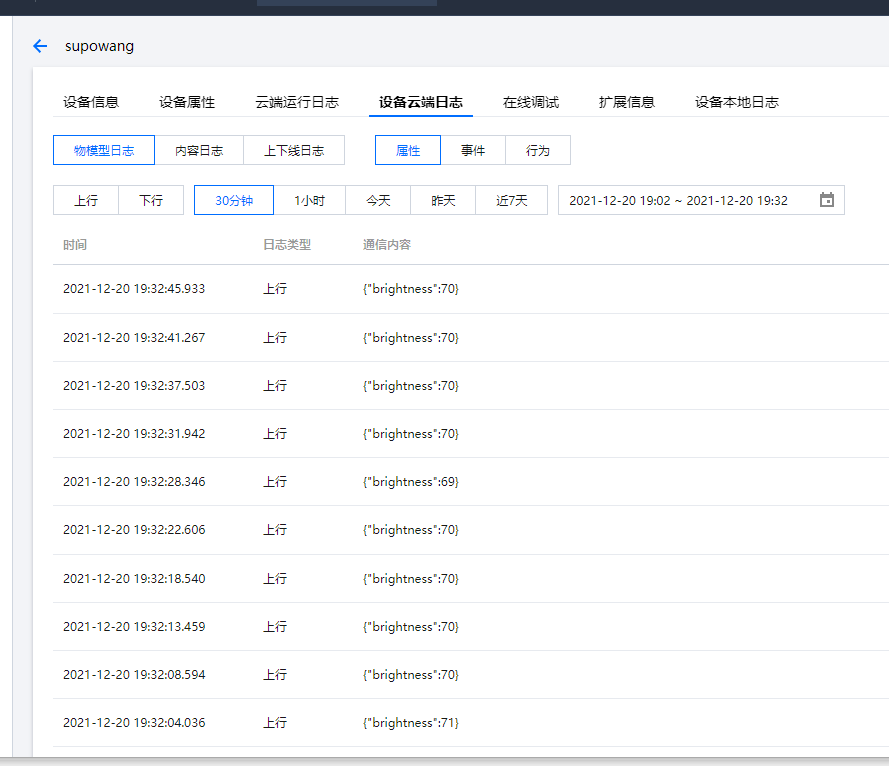 supowang
设备信息 设备属性 云端运行日志 设备云端日志 在线调试 扩展信息 设备本地日志
物模型日志 内容日志 上下线日志 属性 事件 行为
上行 下行 30分钟 1小时 今天 昨天 近7天 2021-12-20 19:02 ~ 2021-12-20 19:32
时间 日志类型 通信内容
2021-12-20 19:32:45.933 上行 {"brightness":70}
2021-12-20 19:32:41.267 上行 {"brightness":70}
2021-12-20 19:32:37.503 上行 {"brightness":70}
2021-12-20 19:32:31.942 上行 {"brightness":70}
2021-12-20 19:32:28.346 上行 {"brightness":69}
2021-12-20 19:32:22.606 上行 {"brightness":70}
2021-12-20 19:32:18.540 上行 {"brightness":70}
2021-12-20 19:32:13.459 上行 {"brightness":70}
2021-12-20 19:32:08.594 上行 {"brightness":70}
2021-12-20 19:32:04.036 上行 {"brightness":71}